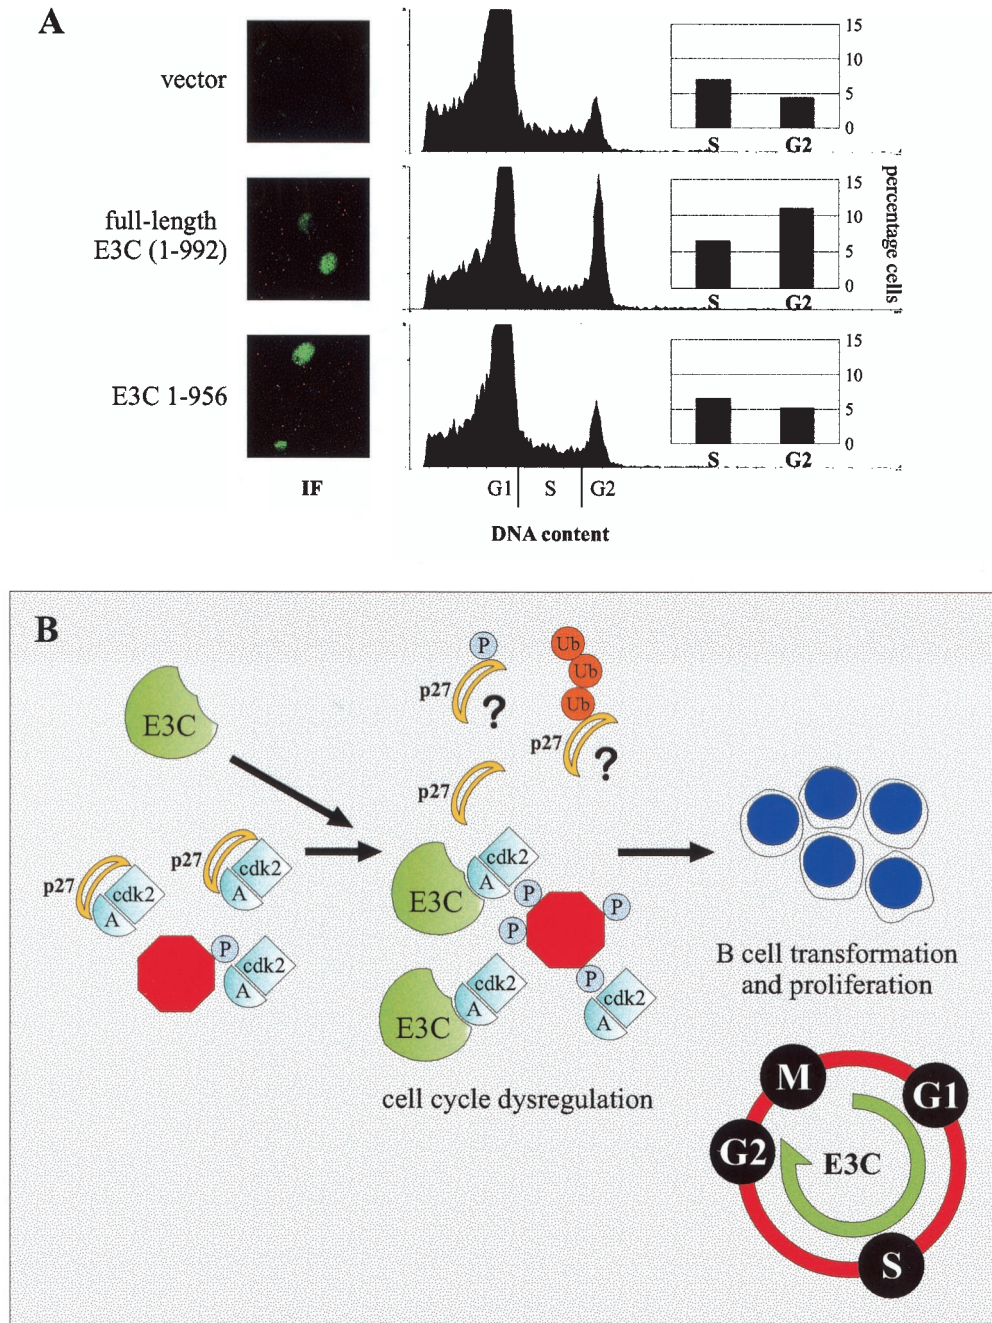 A
vector
15
10
5
0
S G2
full-length
E3C (1-992)
15
10
5
0
S G2
percentage cells
E3C 1-956
15
10
5
0
S G2
IF
G1 S G2
DNA content
B
E3C
p27
cdk2
A
p27
cdk2
A
P
cdk2
A
P
p27
?
Ub
Ub
Ub
p27
?
p27
E3C
cdk2
A
P
P
P
P
E3C
cdk2
A
cdk2
A
cell cycle dysregulation
B cell transformation
and proliferation
M
G1
G2
E3C
S